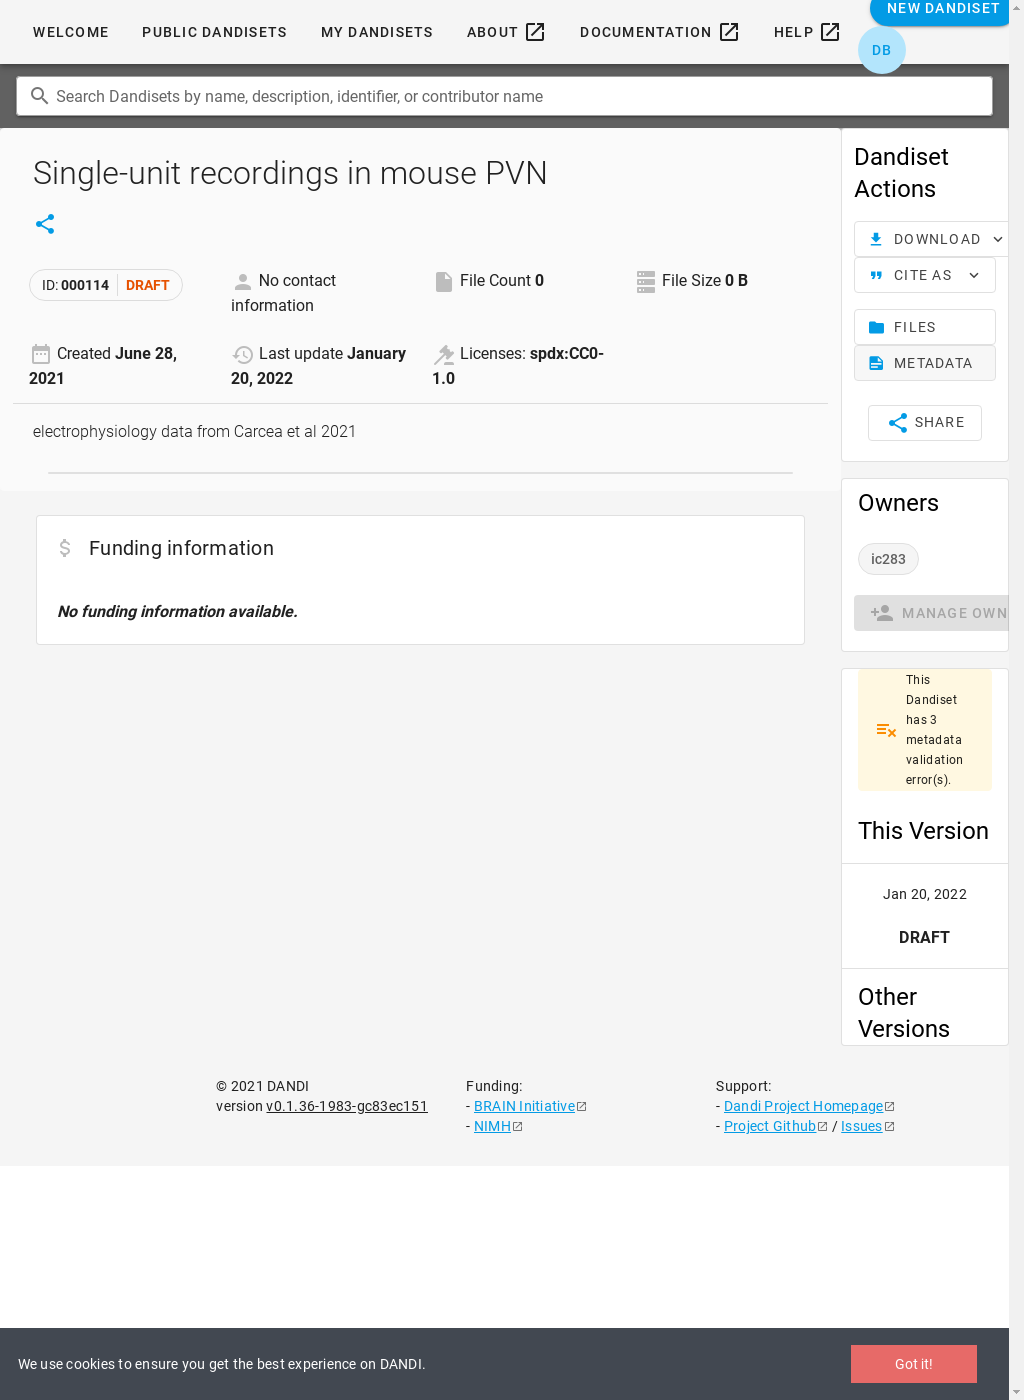 NEW DANDISET
WELCOME
PUBLIC DANDISETS
MY DANDISETS
ABOUT
DOCUMENTATION
HELP
DB
Search Dandisets by name, description, identifier, or contributor name
Single-unit recordings in mouse PVN
ID: 000114 DRAFT
No contact
information
File Count 0
File Size 0 B
Created June 28,
2021
Last update January
20, 2022
Licenses: spdx:CC0-
1.0
electrophysiology data from Carcea et al 2021
Funding information
No funding information available.
Dandiset
Actions
DOWNLOAD
CITE AS
FILES
METADATA
SHARE
Owners
ic283
MANAGE OWN
This
Dandiset
has 3
metadata
validation
error(s).
This Version
Jan 20, 2022
DRAFT
Other
Versions
© 2021 DANDI
version v0.1.36-1983-gc83ec151
Funding:
- BRAIN Initiative
- NIMH
Support:
- Dandi Project Homepage
- Project Github / Issues
We use cookies to ensure you get the best experience on DANDI.
Got it!